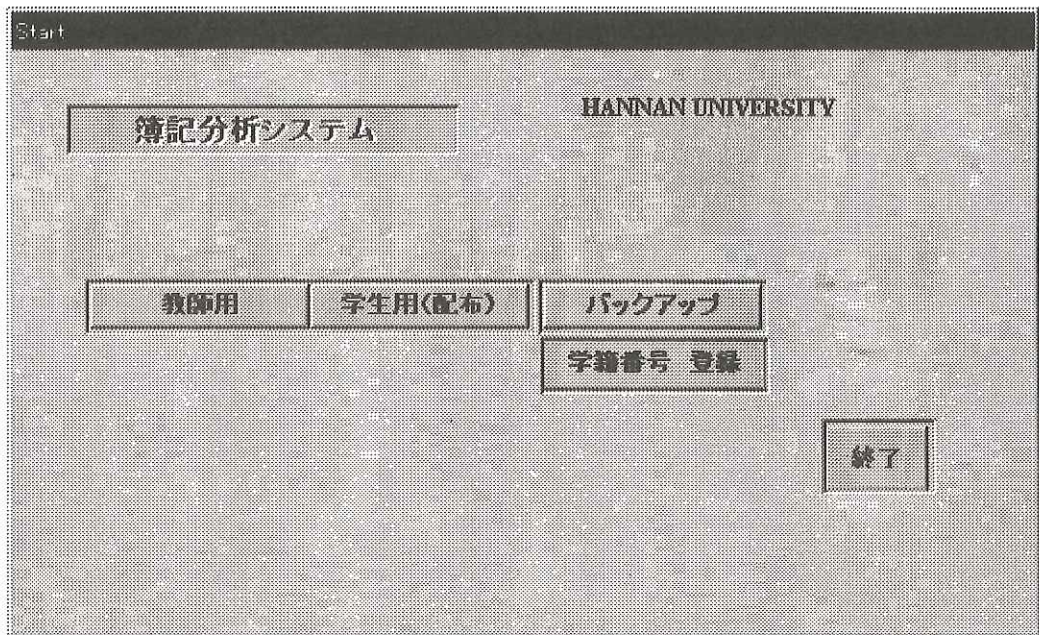 Start
HANNAN UNIVERSITY
簿記分析システム
教師用
学生用(配布)
バックアップ
学籍番号 登録
終了